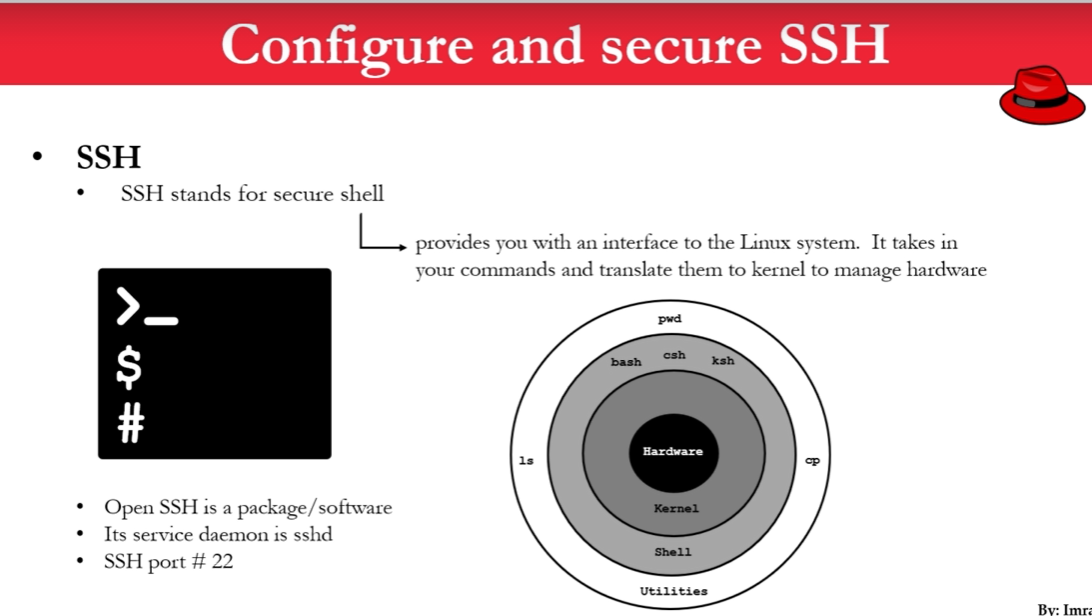 Configure and secure SSH
• SSH
• SSH stands for secure shell
provides you with an interface to the Linux system. It takes in
your commands and translate them to kernel to manage hardware
>_
$
#
pwd
bash csh ksh
ls
Hardware
cp
Kernel
Shell
Utilities
• Open SSH is a package/software
• Its service daemon is sshd
• SSH port # 22
By: